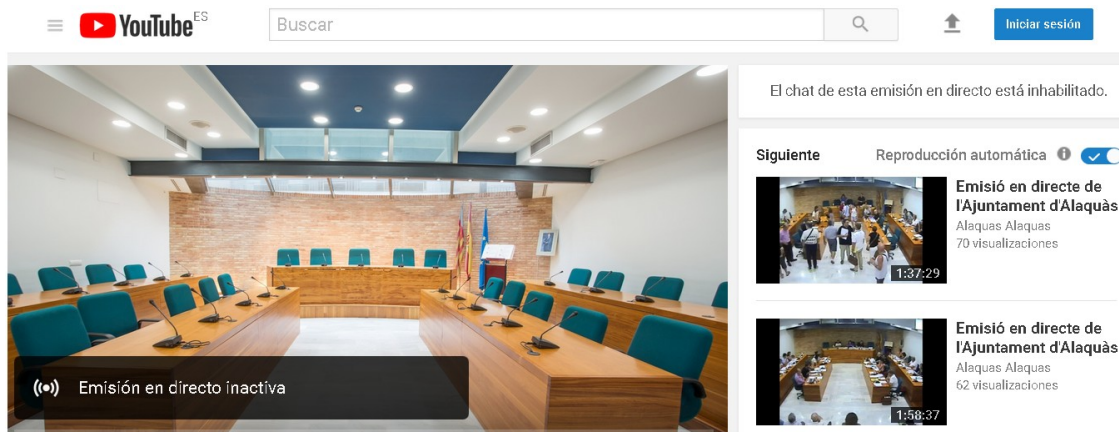 YouTube ES
Buscar
Iniciar sesión
El chat de esta emisión en directo está inhabilitado.
Siguiente
Reproducción automática
Emisió en directe de
l'Ajuntament d'Alaquàs
Alaquas Alaquas
70 visualizaciones
1:37:29
Emisió en directe de
l'Ajuntament d'Alaquàs
Alaquas Alaquas
62 visualizaciones
1:58:37
Emisión en directo inactiva